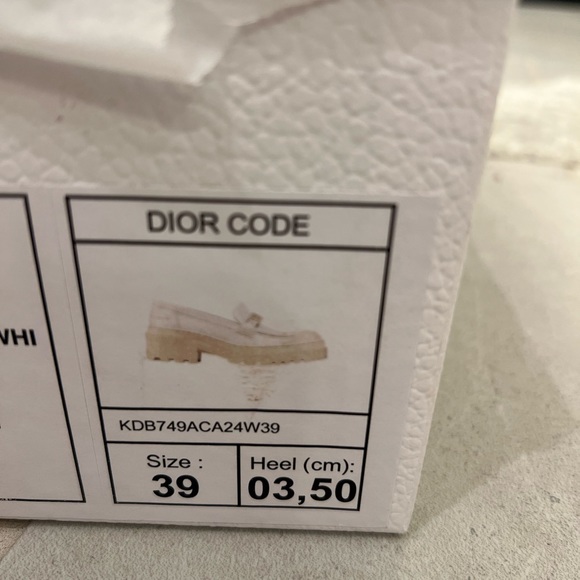 DIOR CODE
WHI
KDB749ACA24W39
Size :
Heel (cm):
39
03,50